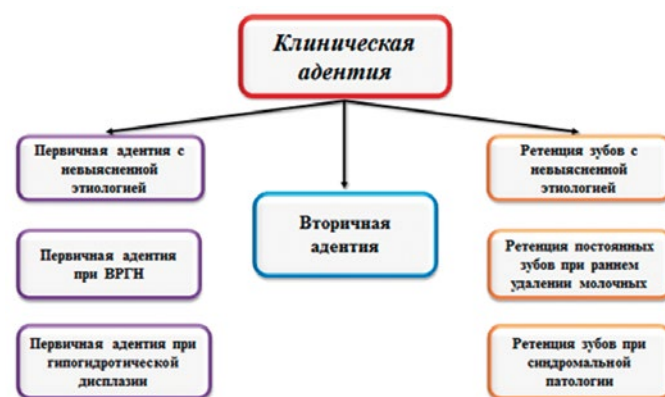 Клиническая
адентия
Первичная адентия с
невыясненной
этиологией
Первичная адентия
при ВРГН
Первичная адентия при
гипогидротической
дисплазии
Вторичная
адентия
Ретенция зубов с
невыясненной
этиологией
Ретенция постоянных
зубов при раннем
удалении молочных
Ретенция зубов при
синдромальной
патологии